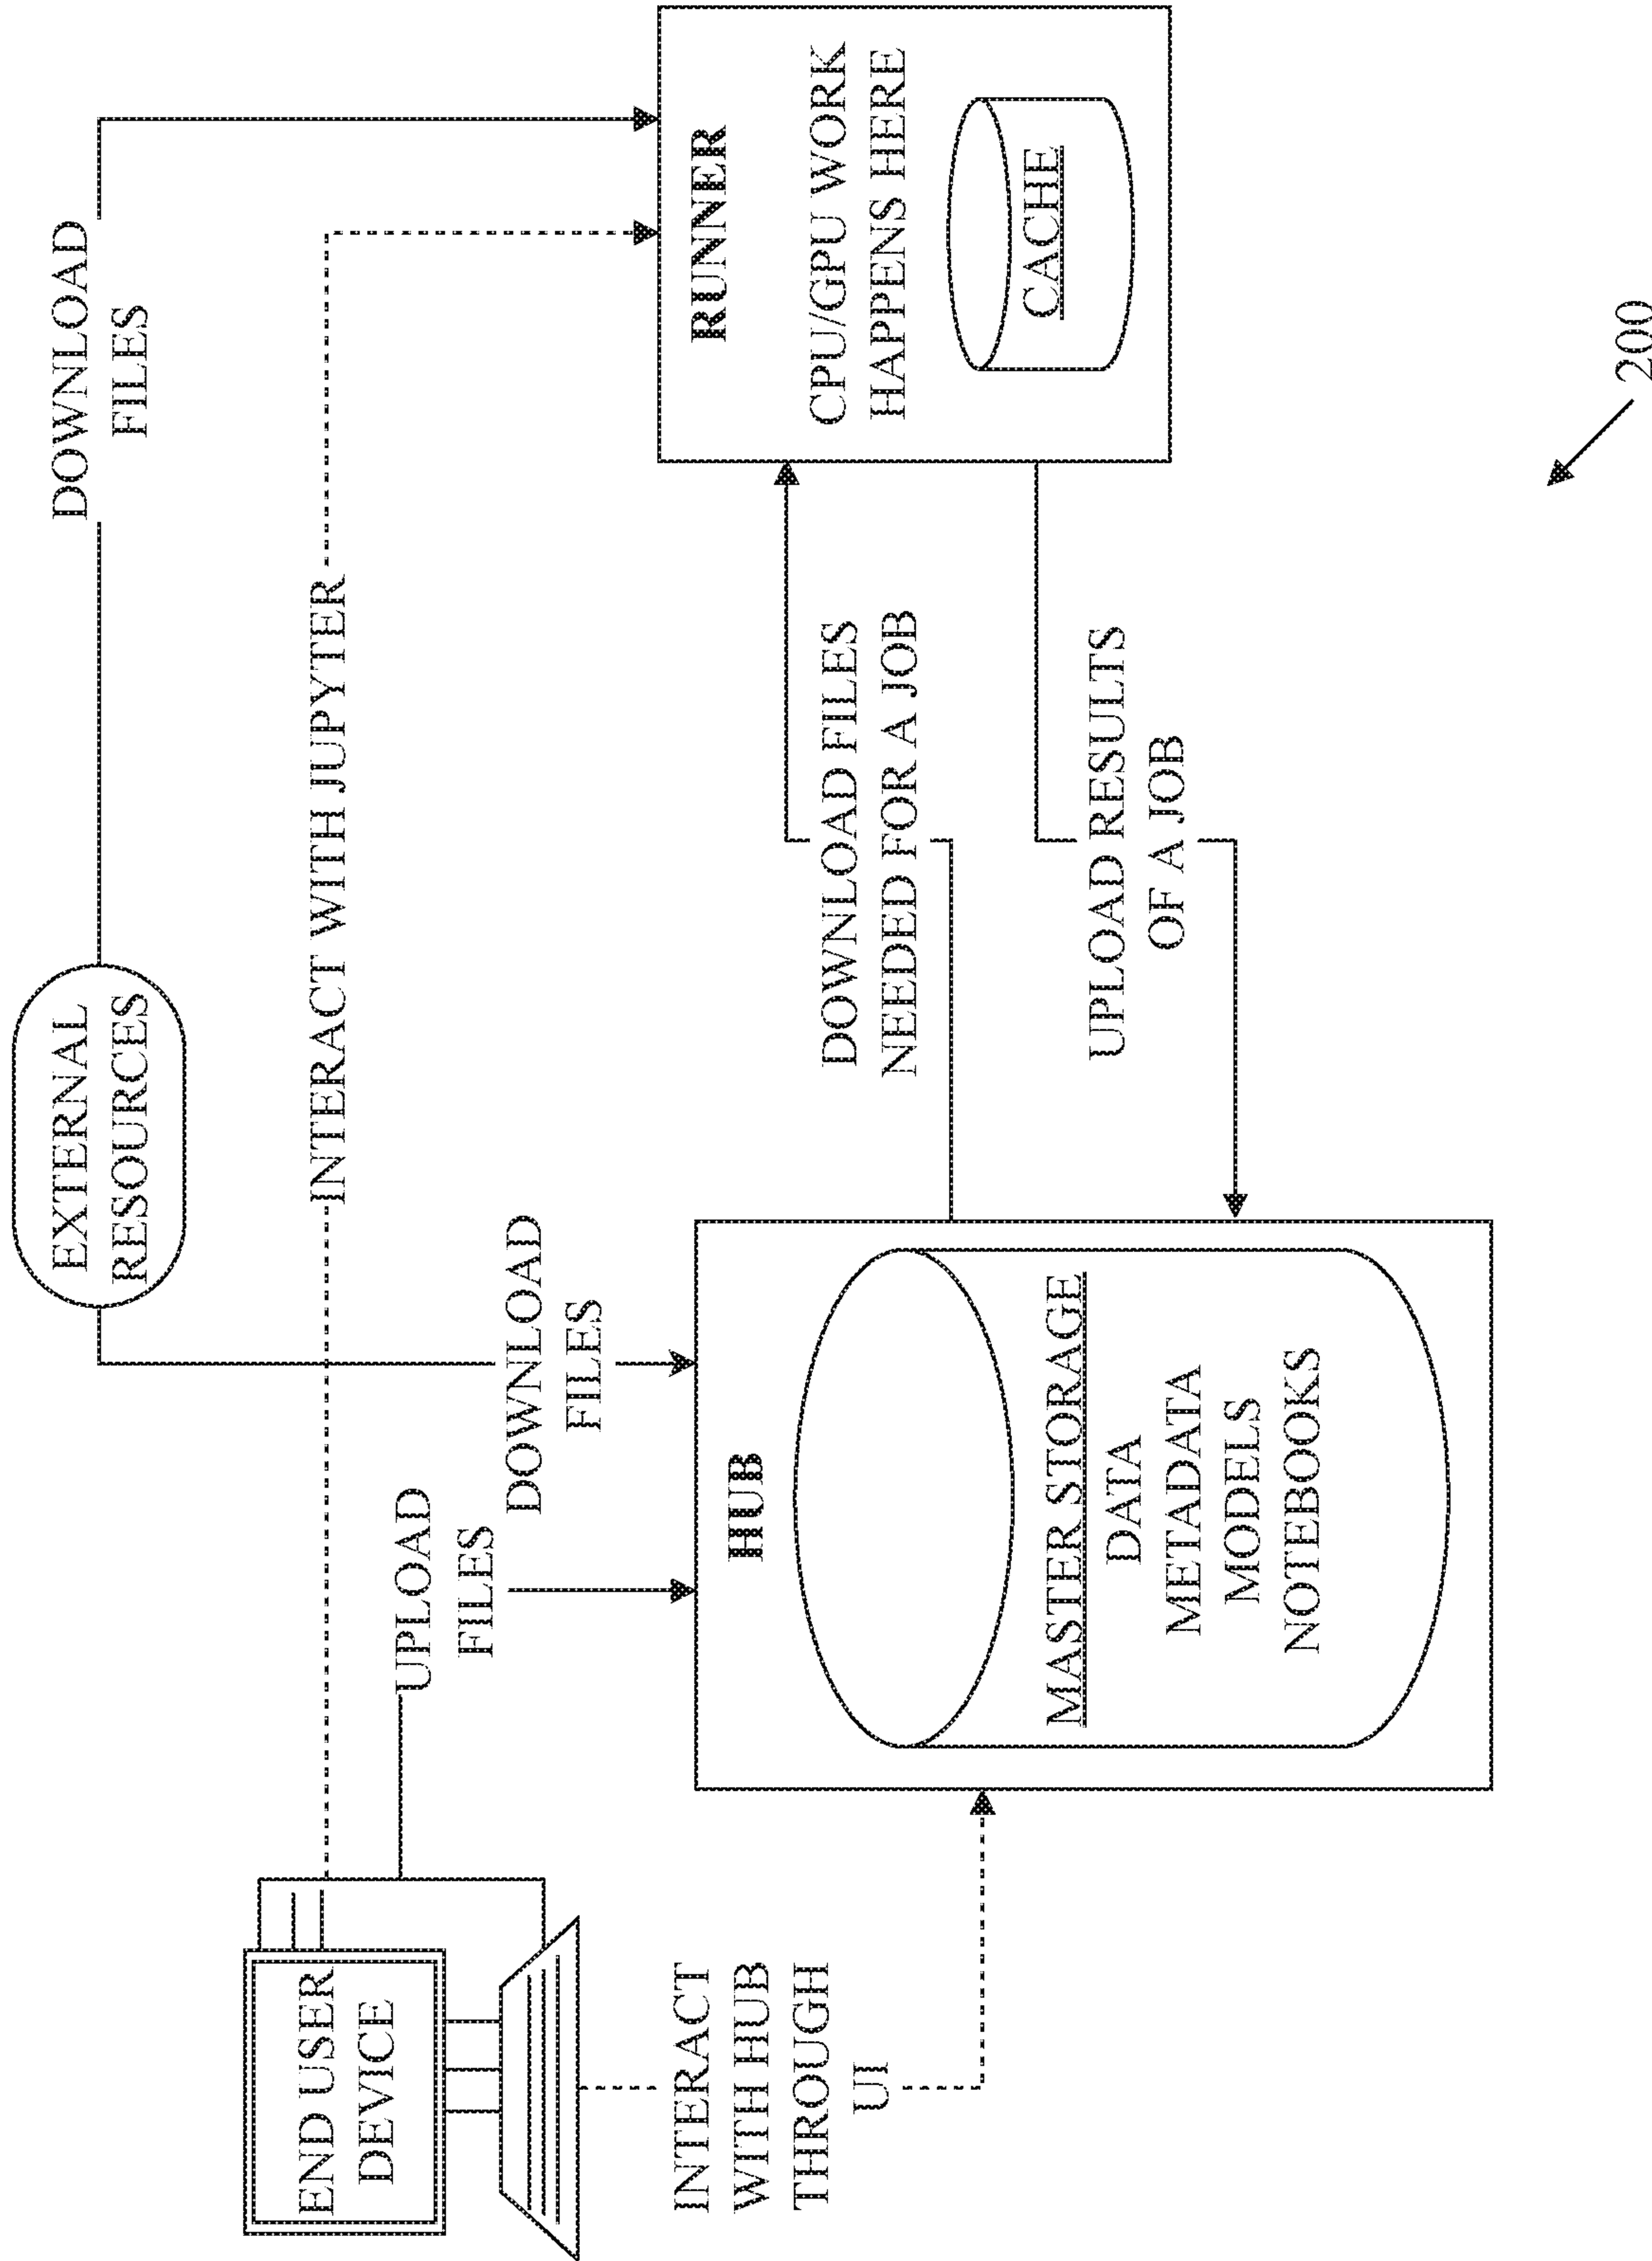 EXTERNAL
RESOURCES
DOWNLOAD
FILES
END USER
DEVICE
INTERACT WITH JUPYTER
UPLOAD
FILES
DOWNLOAD
FILES
INTERACT
WITH HUB
THROUGH
UI
HUB
MASTER STORAGE
DATA
METADATA
MODELS
NOTEBOOKS
DOWNLOAD FILES
NEEDED FOR A JOB
UPLOAD RESULTS
OF A JOB
RUNNER
CPU/GPU WORK
HAPPENS HERE
CACHE
200